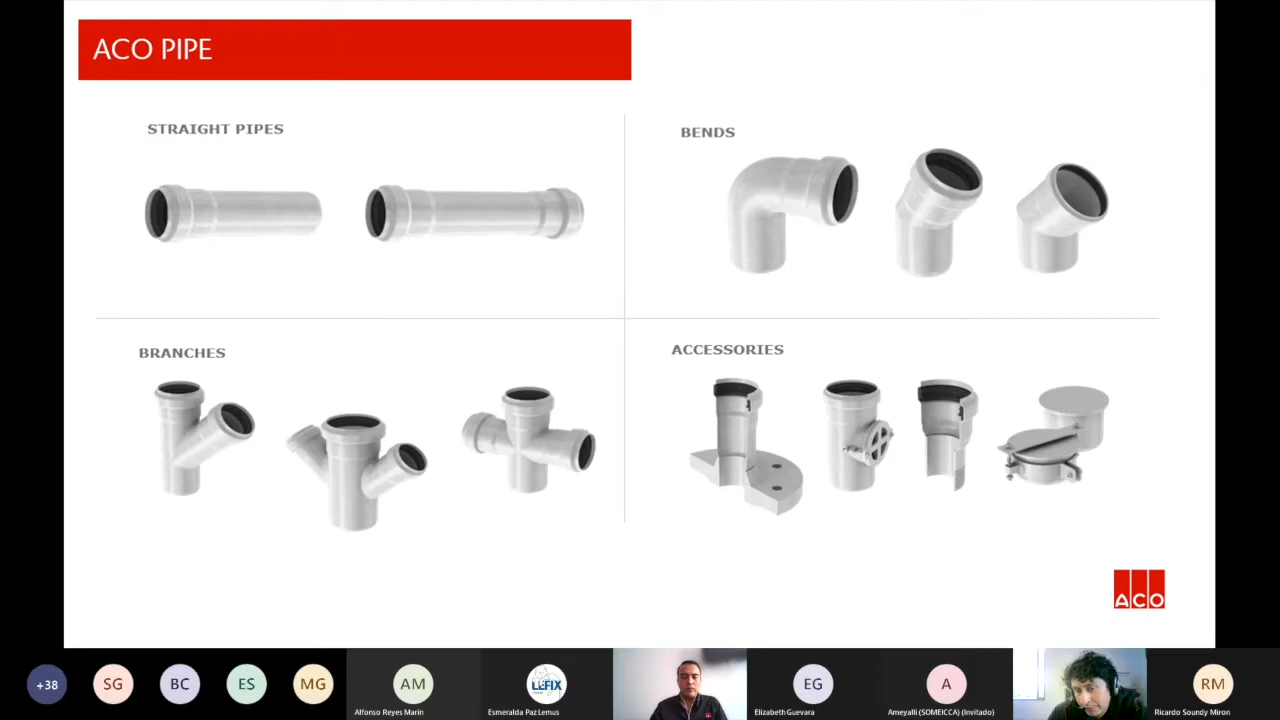 ACO PIPE
STRAIGHT PIPES
BENDS
BRANCHES
ACCESSORIES
ACO
+38
SG
BC
ES
MG
AM
Alfonso Reyes Marin
LEFIX
Esmeralda Paz Lemus
EG
Elizabeth Guevara
A
Ameyalli (SOMEICCA) (Invitado)
RM
Ricardo Soundy Miron